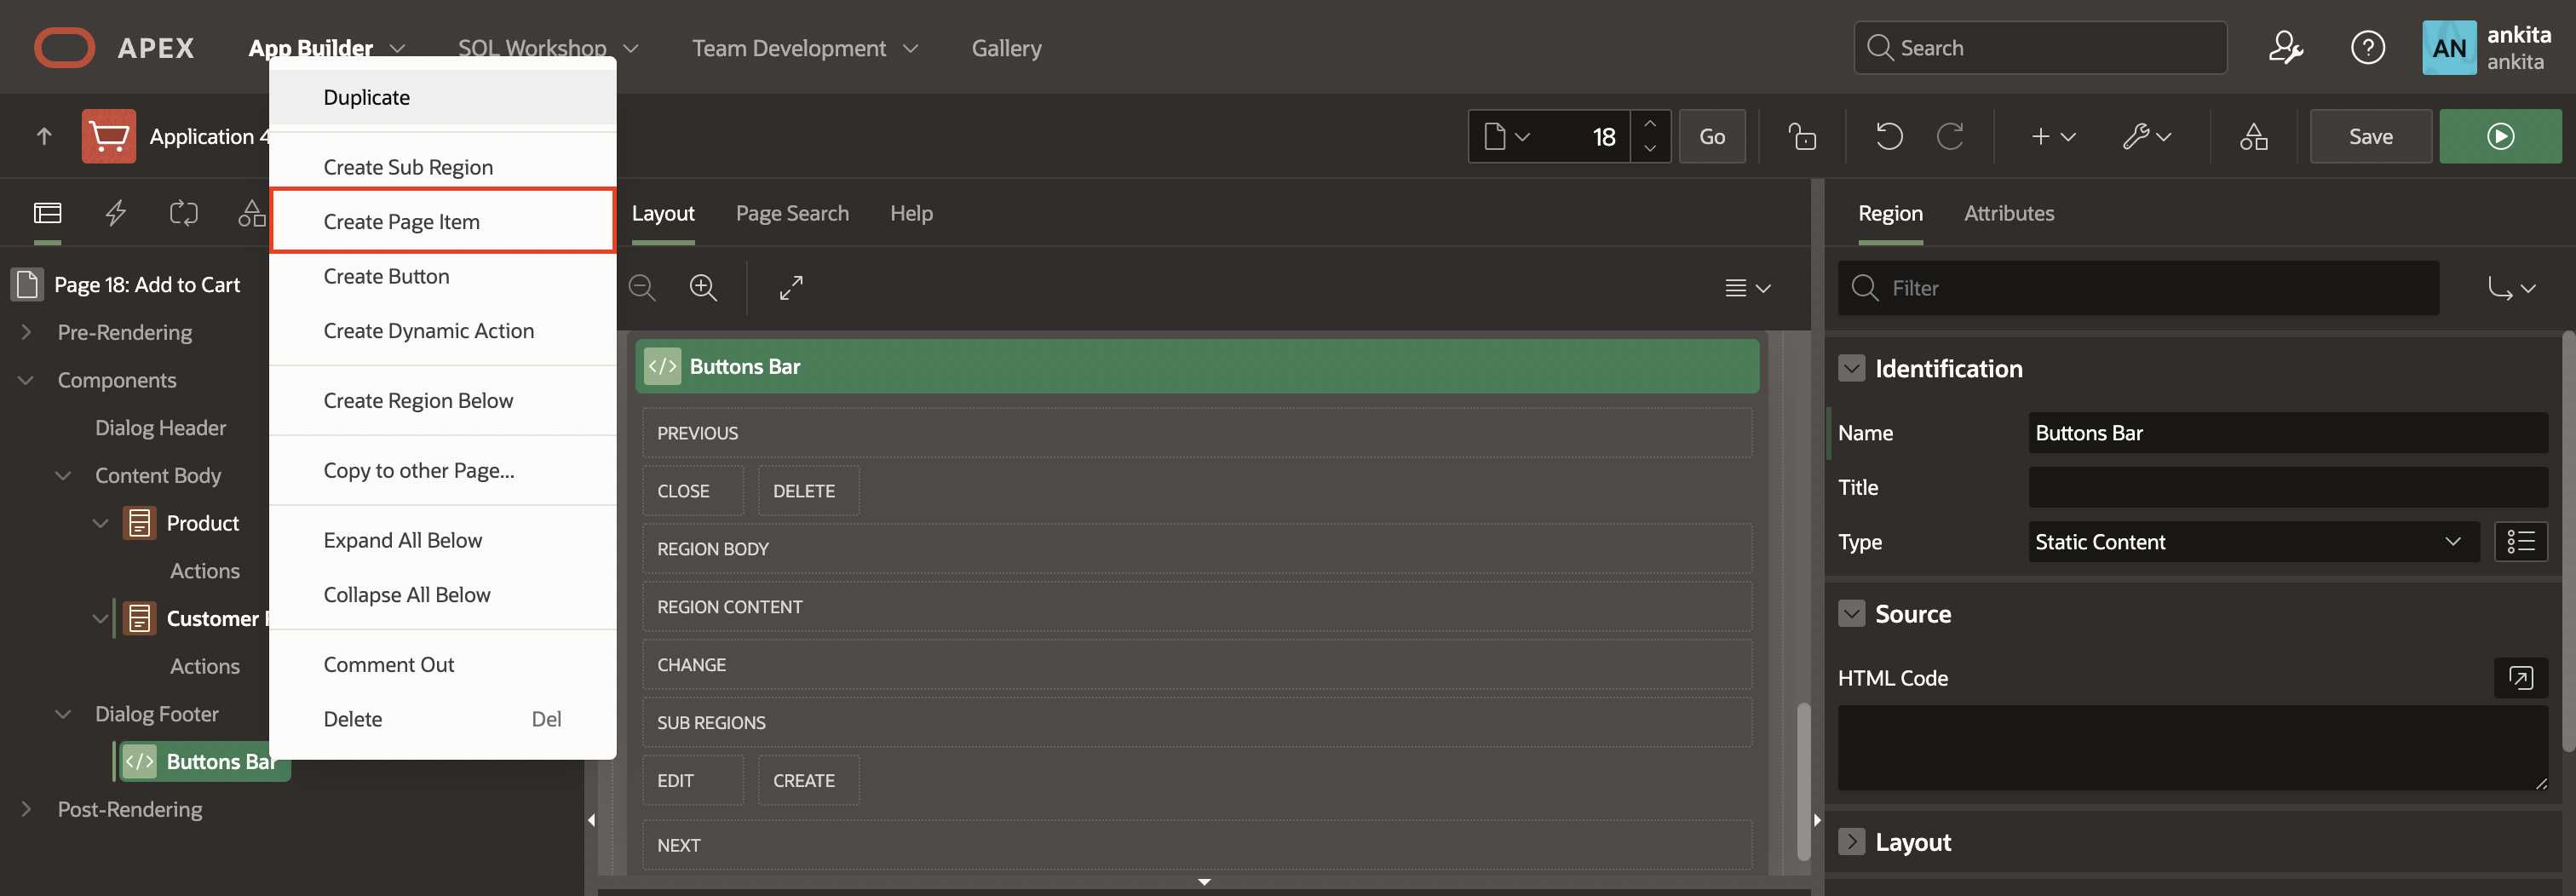 APEX
App Builder
SQL Workshop
Team Development
Gallery
Search
AN
ankita
ankita
Application 4
18
Go
Save
Duplicate
Create Sub Region
Create Page Item
Create Button
Create Dynamic Action
Create Region Below
Copy to other Page...
Expand All Below
Collapse All Below
Comment Out
Delete Del
Page 18: Add to Cart
Pre-Rendering
Components
Dialog Header
Content Body
Product
Actions
Customer
Actions
Dialog Footer
Buttons Bar
Post-Rendering
Layout
Page Search
Help
Buttons Bar
PREVIOUS
CLOSE DELETE
REGION BODY
REGION CONTENT
CHANGE
SUB REGIONS
EDIT CREATE
NEXT
Region
Attributes
Filter
Identification
Name Buttons Bar
Title
Type Static Content
Source
HTML Code
Layout